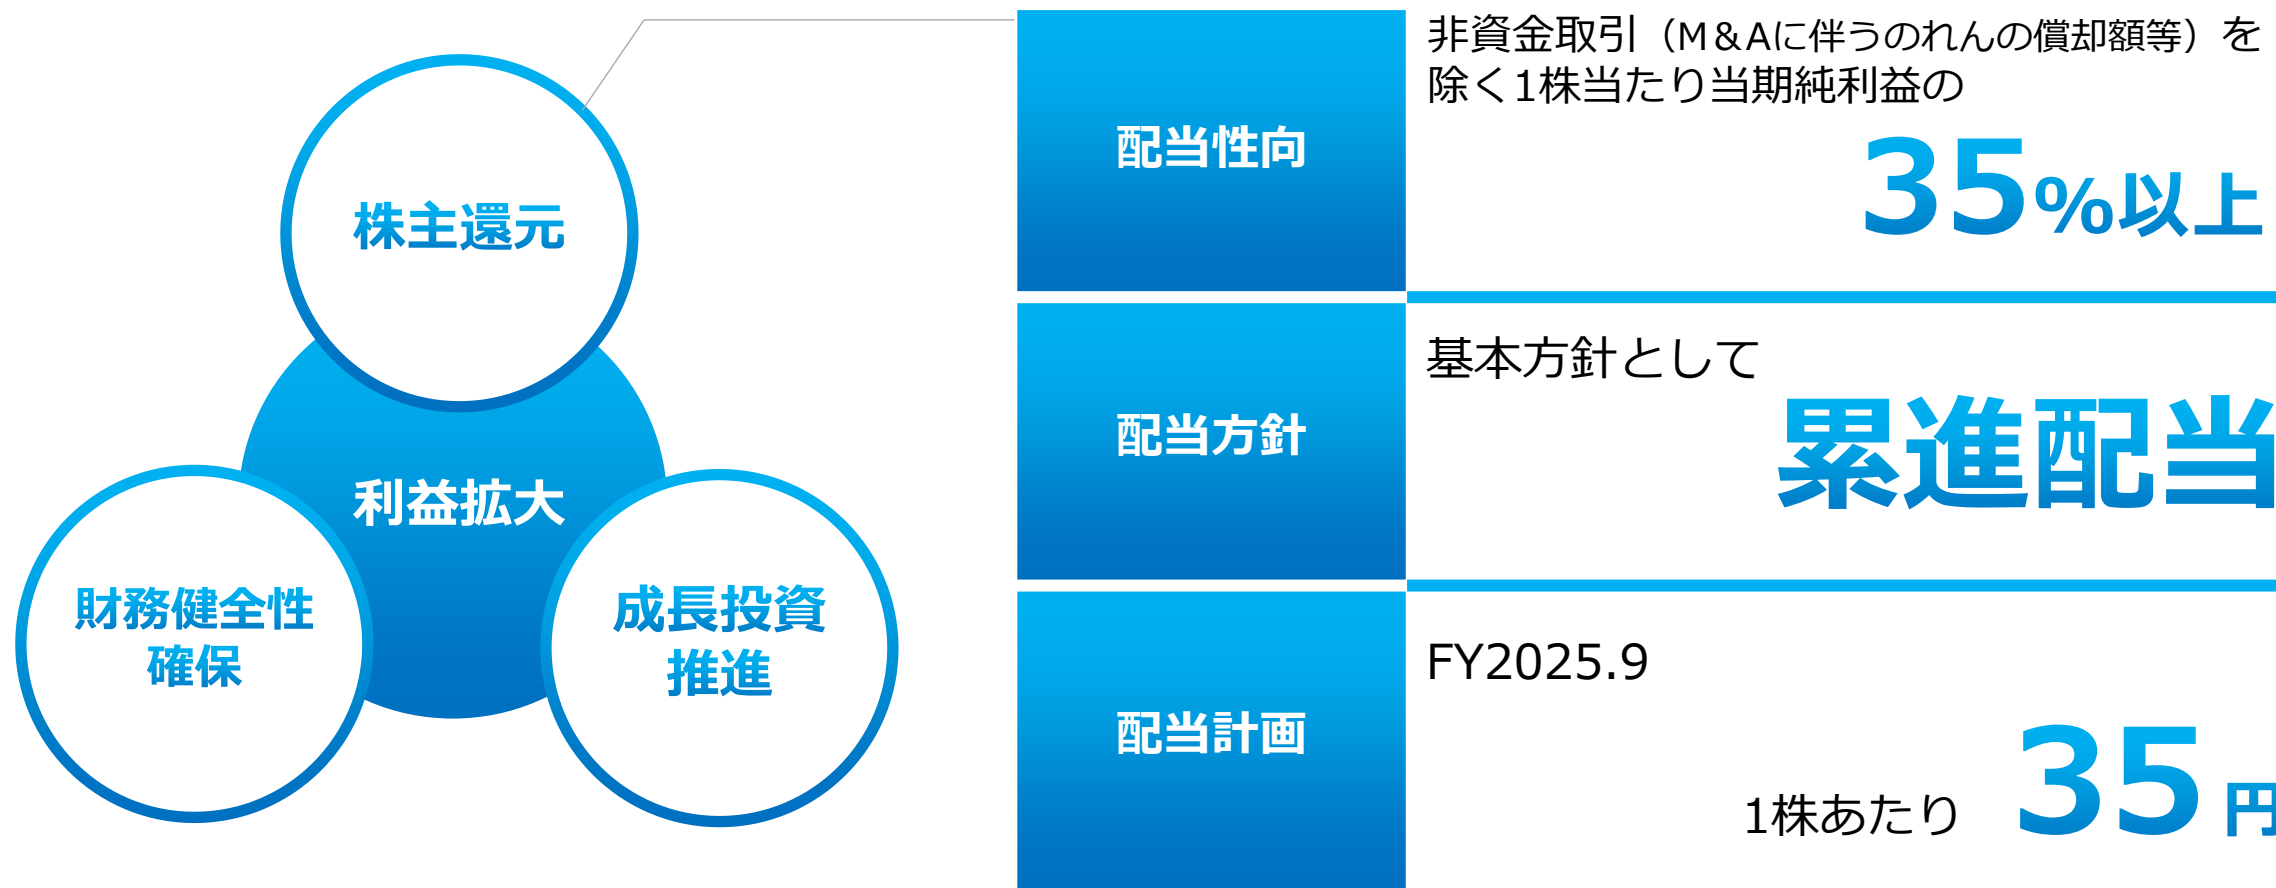 株主還元
利益拡大
財務健全性
確保
成長投資
推進
配当性向
非資金取引（M＆Aに伴うのれんの償却額等）を
除く1株当たり当期純利益の
35%以上
配当方針
基本方針として
累進配当
配当計画
FY2025.9
1株あたり 35円